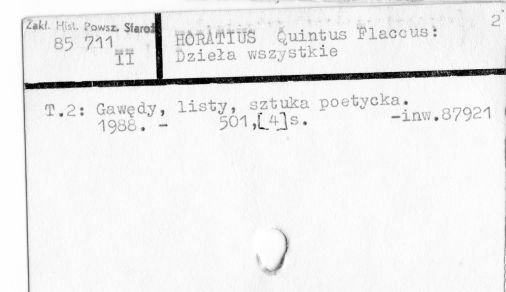 Zakł. Hist. Powsz. Staroż
2
85 711
II
HORATIUS Quintus Flaccus:
Dzieła wszystkie
T.2: Gawędy, listy, sztuka poetycka.
1988. - 501,[4]s. -inw.87921